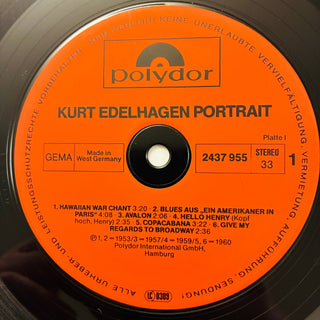 polydor
KURT EDELHAGEN PORTRAIT
Platte I
GEMA
Made in
West Germany
2437 955
STEREO
33
1
1. HAWAIIAN WAR CHANT 3:20 · 2. BLUES AUS „EIN AMERIKANER IN
PARIS" 4:08 · 3. AVALON 2:06 · 4. HELLO HENRY (Kopf
hoch, Henry) 2:38 · 5. COPACABANA 2:35 · 6. GIVE MY
REGARDS TO BROADWAY 2:36
℗ 1, 2 – 1953/3 – 1957/4 – 1959/5, 6 – 1960
Polydor International GmbH,
Hamburg
LC 0309
ALLE URHEBER- UND LEISTUNGSSCHUTZRECHTE VORBEHALTEN. KEINE UNERLAUBTE VERVIELFÄLTIGUNG, VERMIETUNG, AUFFÜHRUNG, SENDUNG!